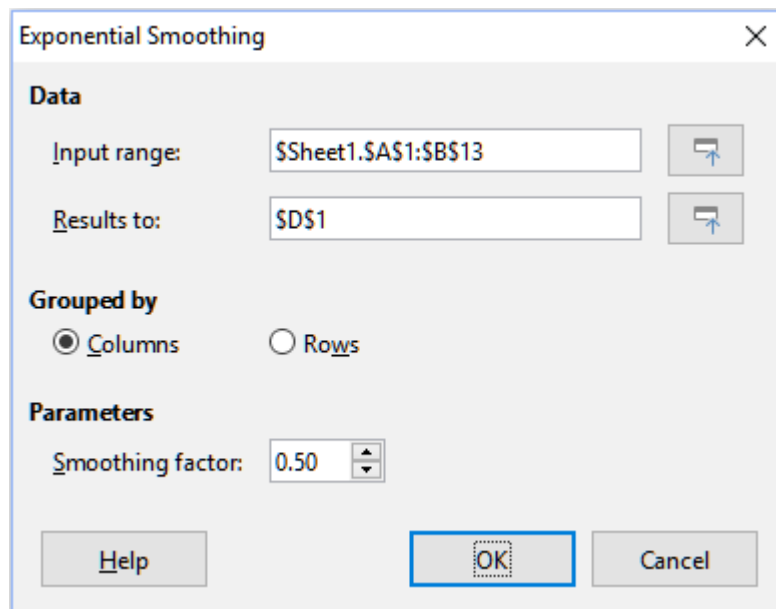 Exponential Smoothing
Data
Input range: $Sheet1.$A$1:$B$13
Results to: $D$1
Grouped by
Columns Rows
Parameters
Smoothing factor: 0.50
Help OK Cancel